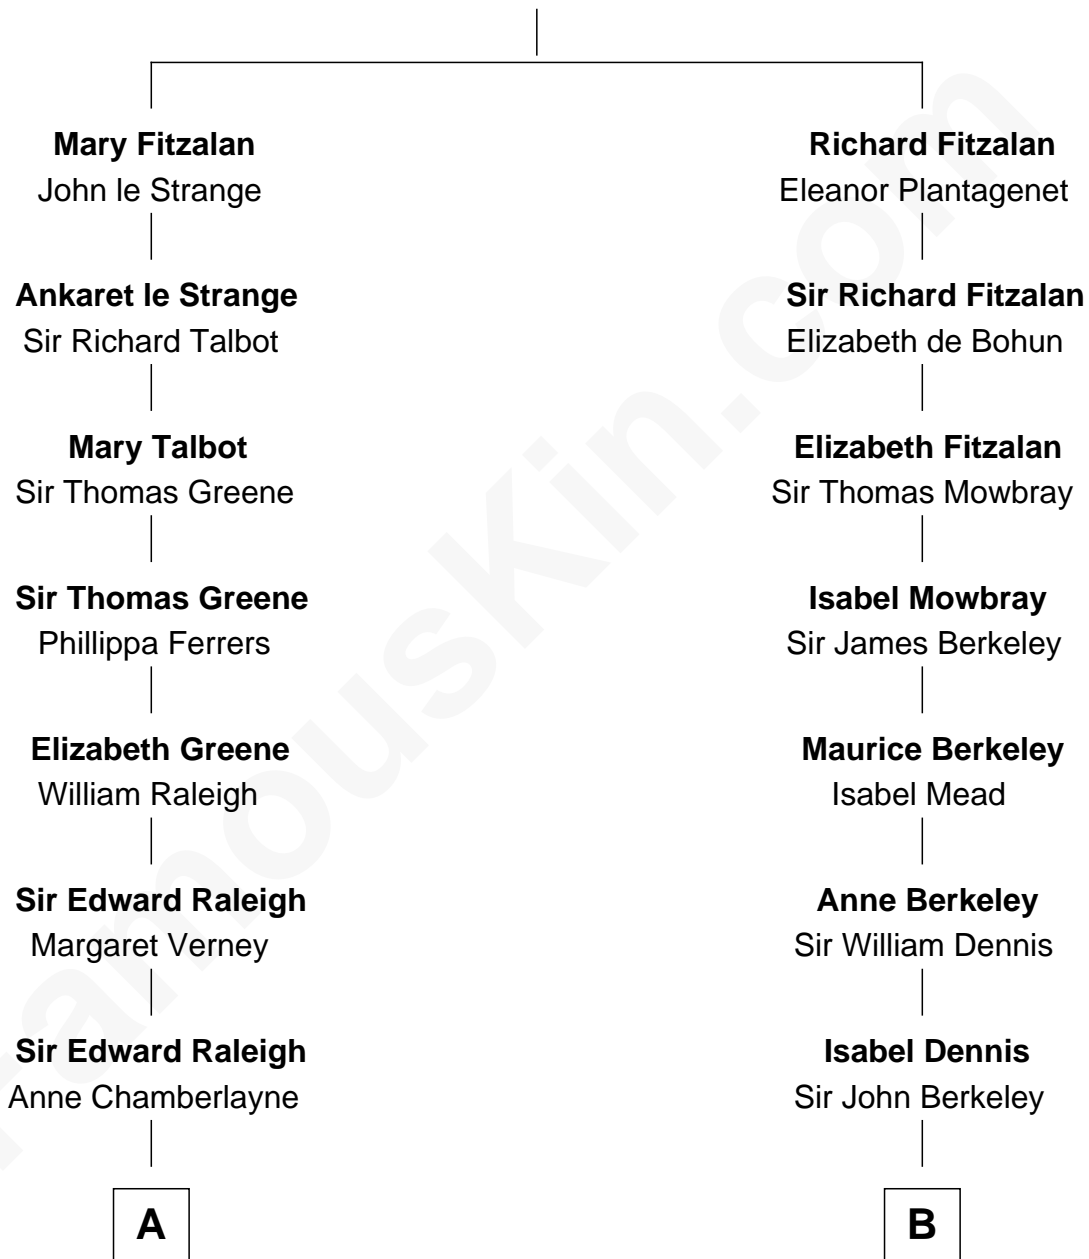 Mary Fitzalan
John le Strange
Richard Fitzalan
Eleanor Plantagenet
Ankaret le Strange
Sir Richard Talbot
Sir Richard Fitzalan
Elizabeth de Bohun
Mary Talbot
Sir Thomas Greene
Elizabeth Fitzalan
Sir Thomas Mowbray
Sir Thomas Greene
Phillippa Ferrers
Isabel Mowbray
Sir James Berkeley
Elizabeth Greene
William Raleigh
Maurice Berkeley
Isabel Mead
Sir Edward Raleigh
Margaret Verney
Anne Berkeley
Sir William Dennis
Sir Edward Raleigh
Anne Chamberlayne
Isabel Dennis
Sir John Berkeley
A
B
FamousKin.com